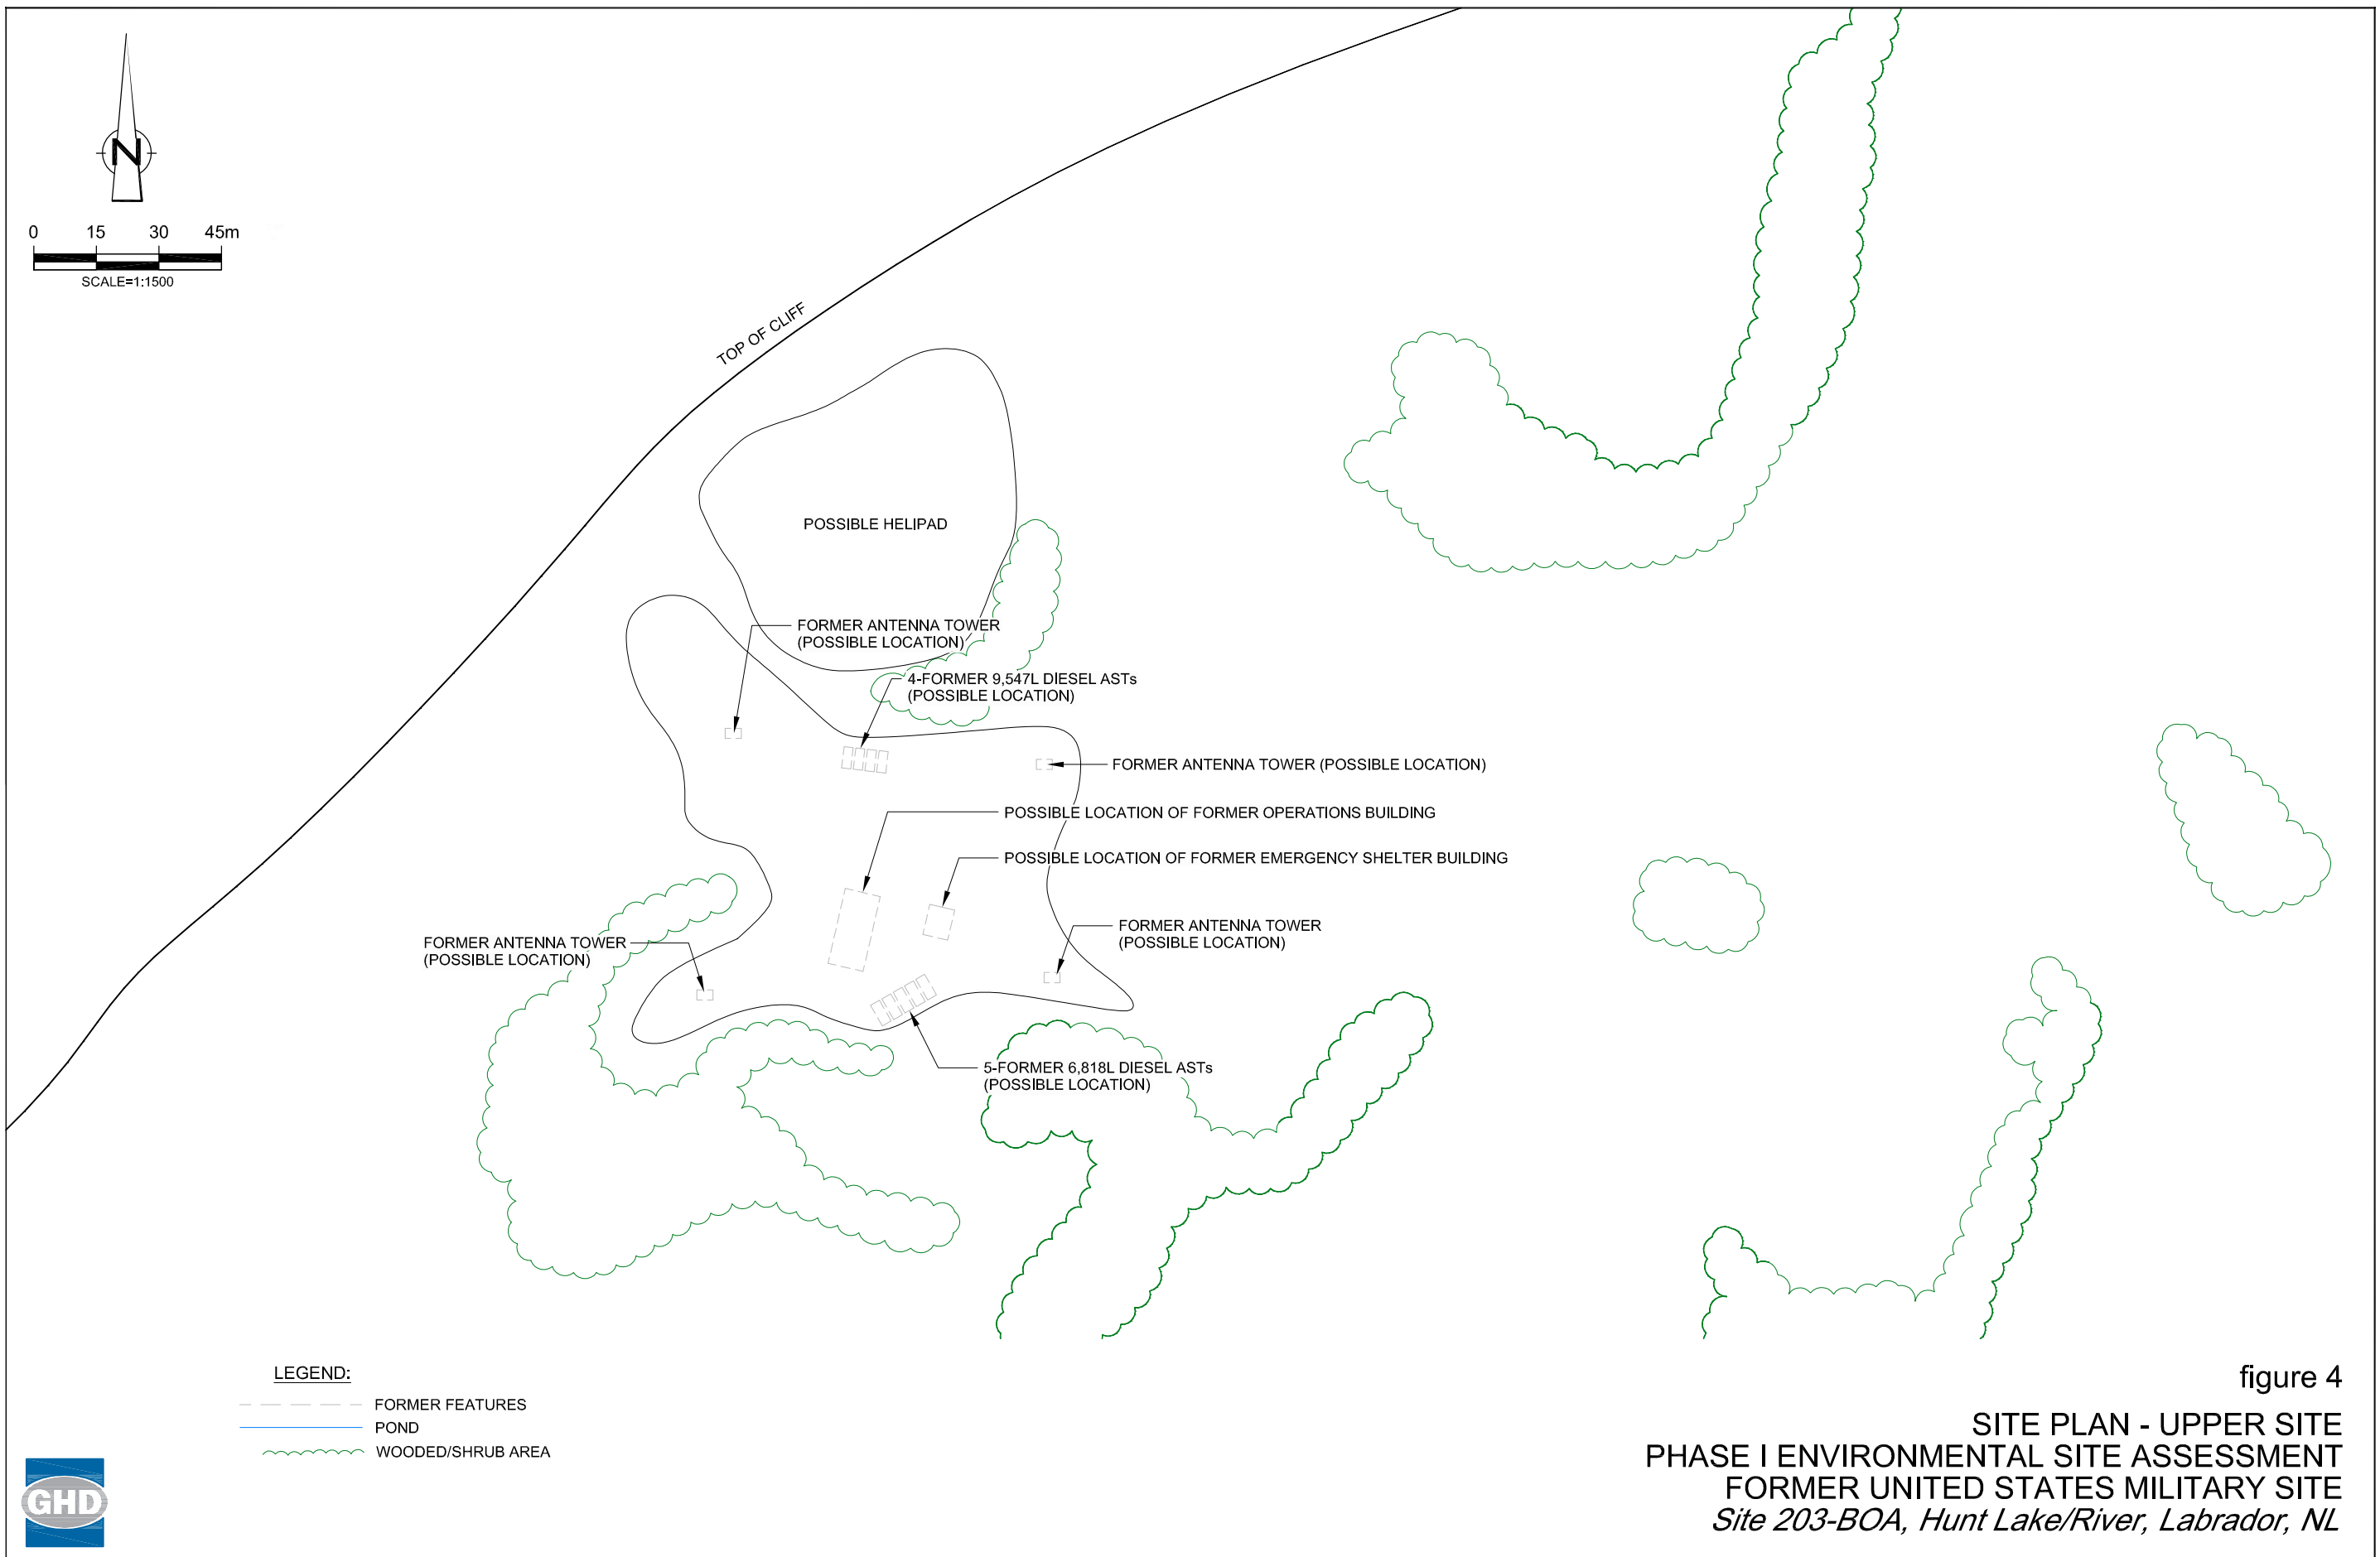 N
0 15 30 45m
SCALE=1:1500
TOP OF CLIFF
POSSIBLE HELIPAD
FORMER ANTENNA TOWER
(POSSIBLE LOCATION)
4-FORMER 9,547L DIESEL ASTs
(POSSIBLE LOCATION)
FORMER ANTENNA TOWER (POSSIBLE LOCATION)
POSSIBLE LOCATION OF FORMER OPERATIONS BUILDING
POSSIBLE LOCATION OF FORMER EMERGENCY SHELTER BUILDING
FORMER ANTENNA TOWER
(POSSIBLE LOCATION)
FORMER ANTENNA TOWER
(POSSIBLE LOCATION)
5-FORMER 6,818L DIESEL ASTs
(POSSIBLE LOCATION)
LEGEND:
FORMER FEATURES
POND
WOODED/SHRUB AREA
GHD
figure 4
SITE PLAN - UPPER SITE
PHASE I ENVIRONMENTAL SITE ASSESSMENT
FORMER UNITED STATES MILITARY SITE
Site 203-BOA, Hunt Lake/River, Labrador, NL